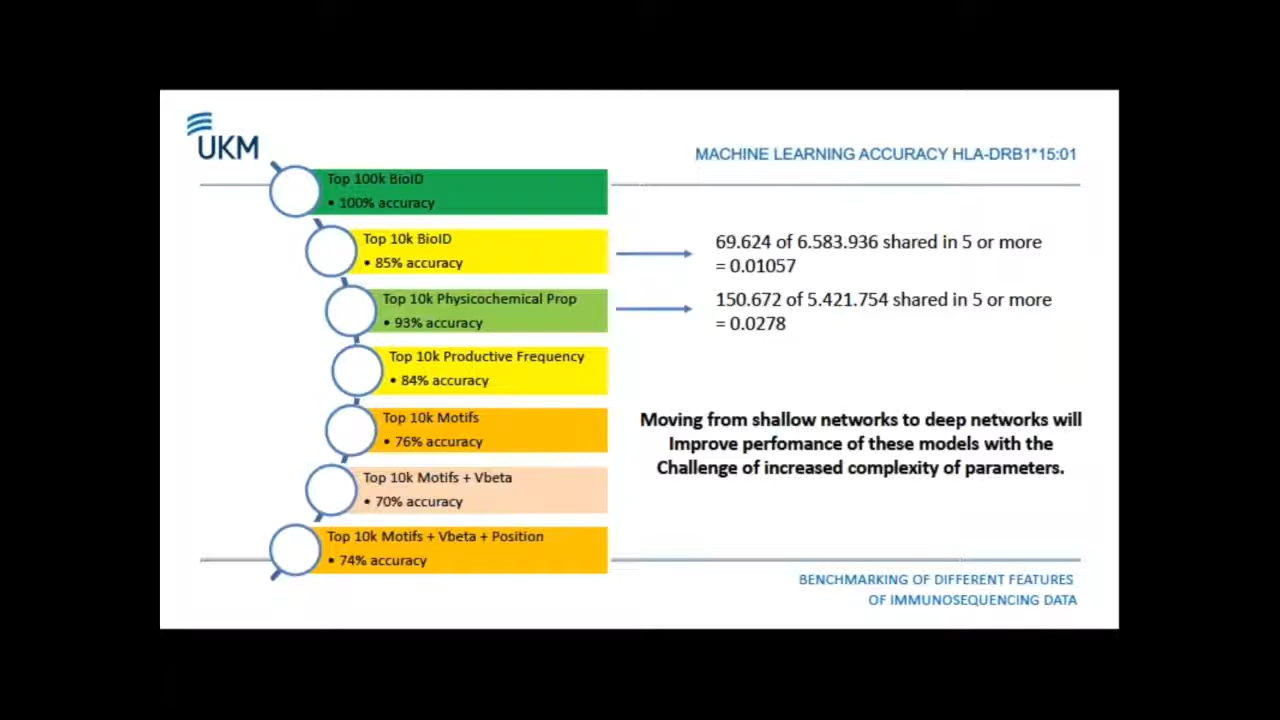 UKM
MACHINE LEARNING ACCURACY HLA-DRB1*15:01
Top 100k BioID
• 100% accuracy
Top 10k BioID
• 85% accuracy
Top 10k Physicochemical Prop
• 93% accuracy
Top 10k Productive Frequency
• 84% accuracy
Top 10k Motifs
• 76% accuracy
Top 10k Motifs + Vbeta
• 70% accuracy
Top 10k Motifs + Vbeta + Position
• 74% accuracy
69.624 of 6.583.936 shared in 5 or more
= 0.01057
150.672 of 5.421.754 shared in 5 or more
= 0.0278
Moving from shallow networks to deep networks will
Improve perfomance of these models with the
Challenge of increased complexity of parameters.
BENCHMARKING OF DIFFERENT FEATURES
OF IMMUNOSEQUENCING DATA